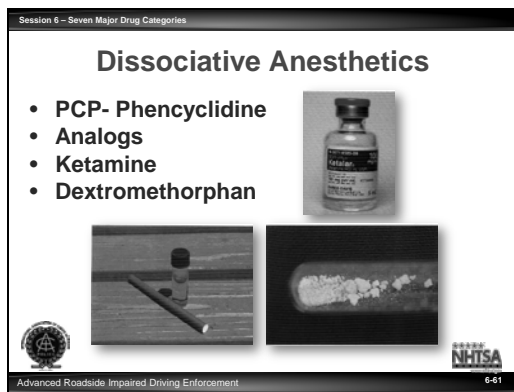 Session 6 – Seven Major Drug Categories
Dissociative Anesthetics
• PCP- Phencyclidine
• Analogs
• Ketamine
• Dextromethorphan
Ketalar
NHTSA
Advanced Roadside Impaired Driving Enforcement
6-61